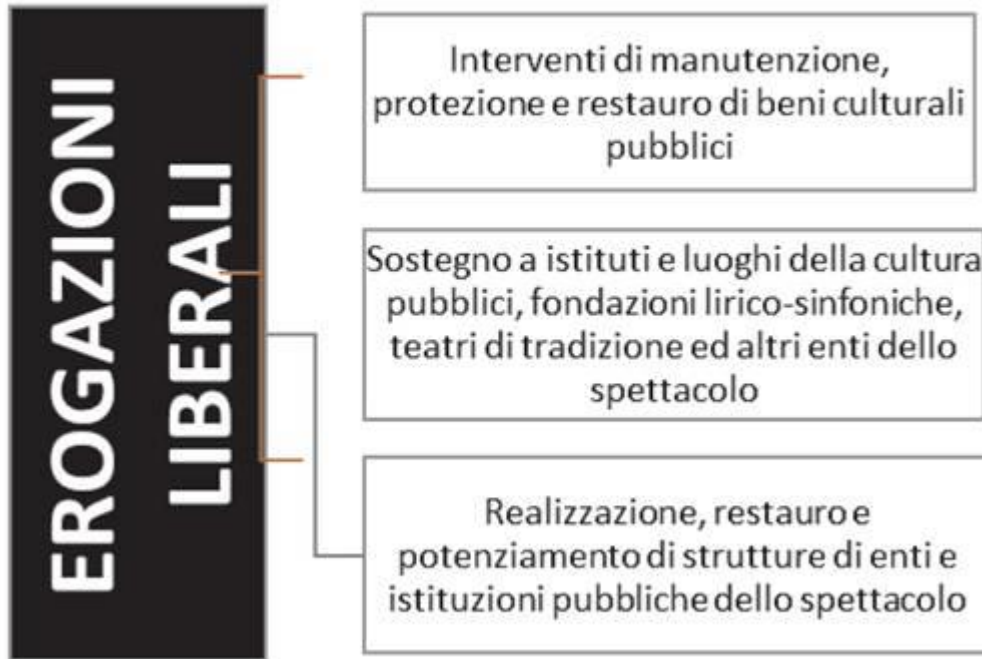 EROGAZIONI
LIBERALI
Interventi di manutenzione,
protezione e restauro di beni culturali
pubblici
Sostegno a istituti e luoghi della cultura
pubblici, fondazioni lirico-sinfoniche,
teatri di tradizione ed altri enti dello
spettacolo
Realizzazione, restauro e
potenziamento di strutture di enti e
istituzioni pubbliche dello spettacolo